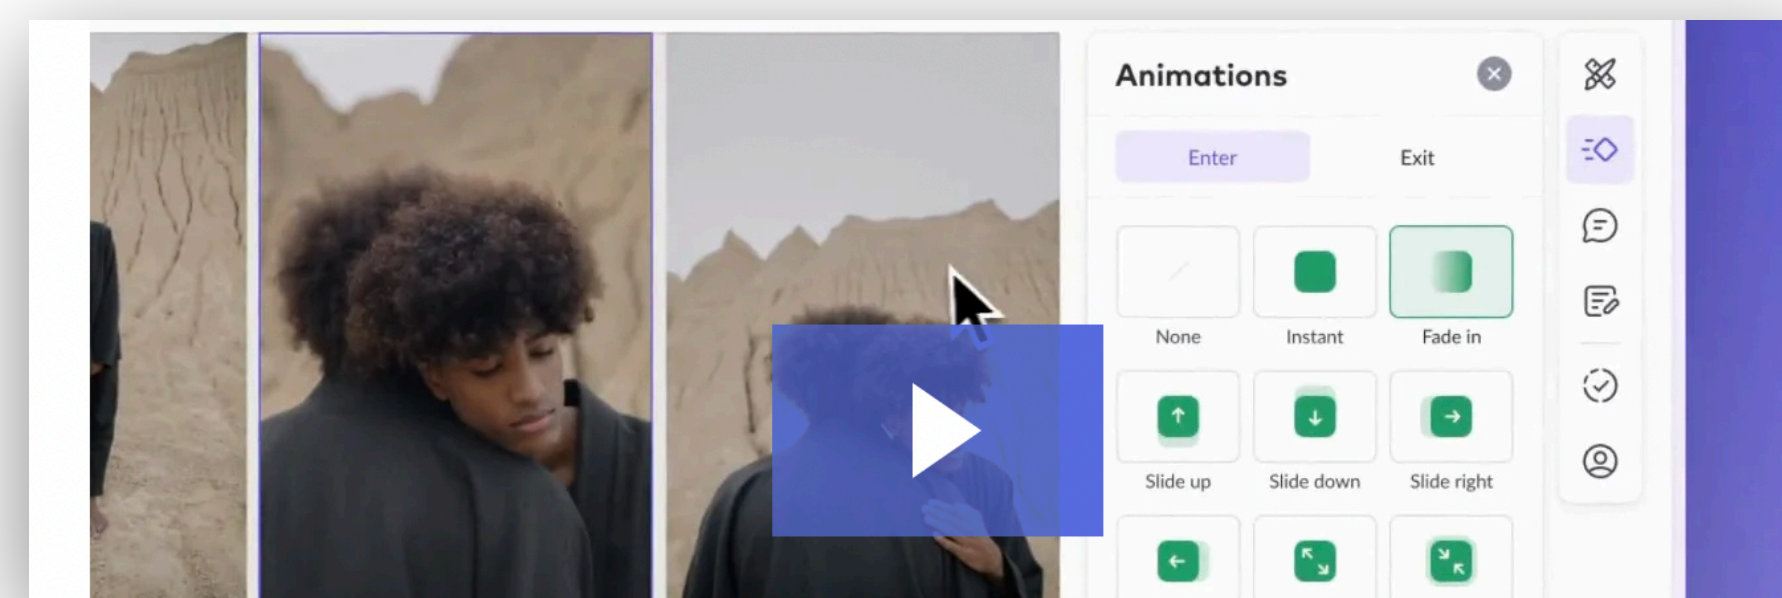 Animations
Enter Exit
None Instant Fade in
Slide up Slide down Slide right